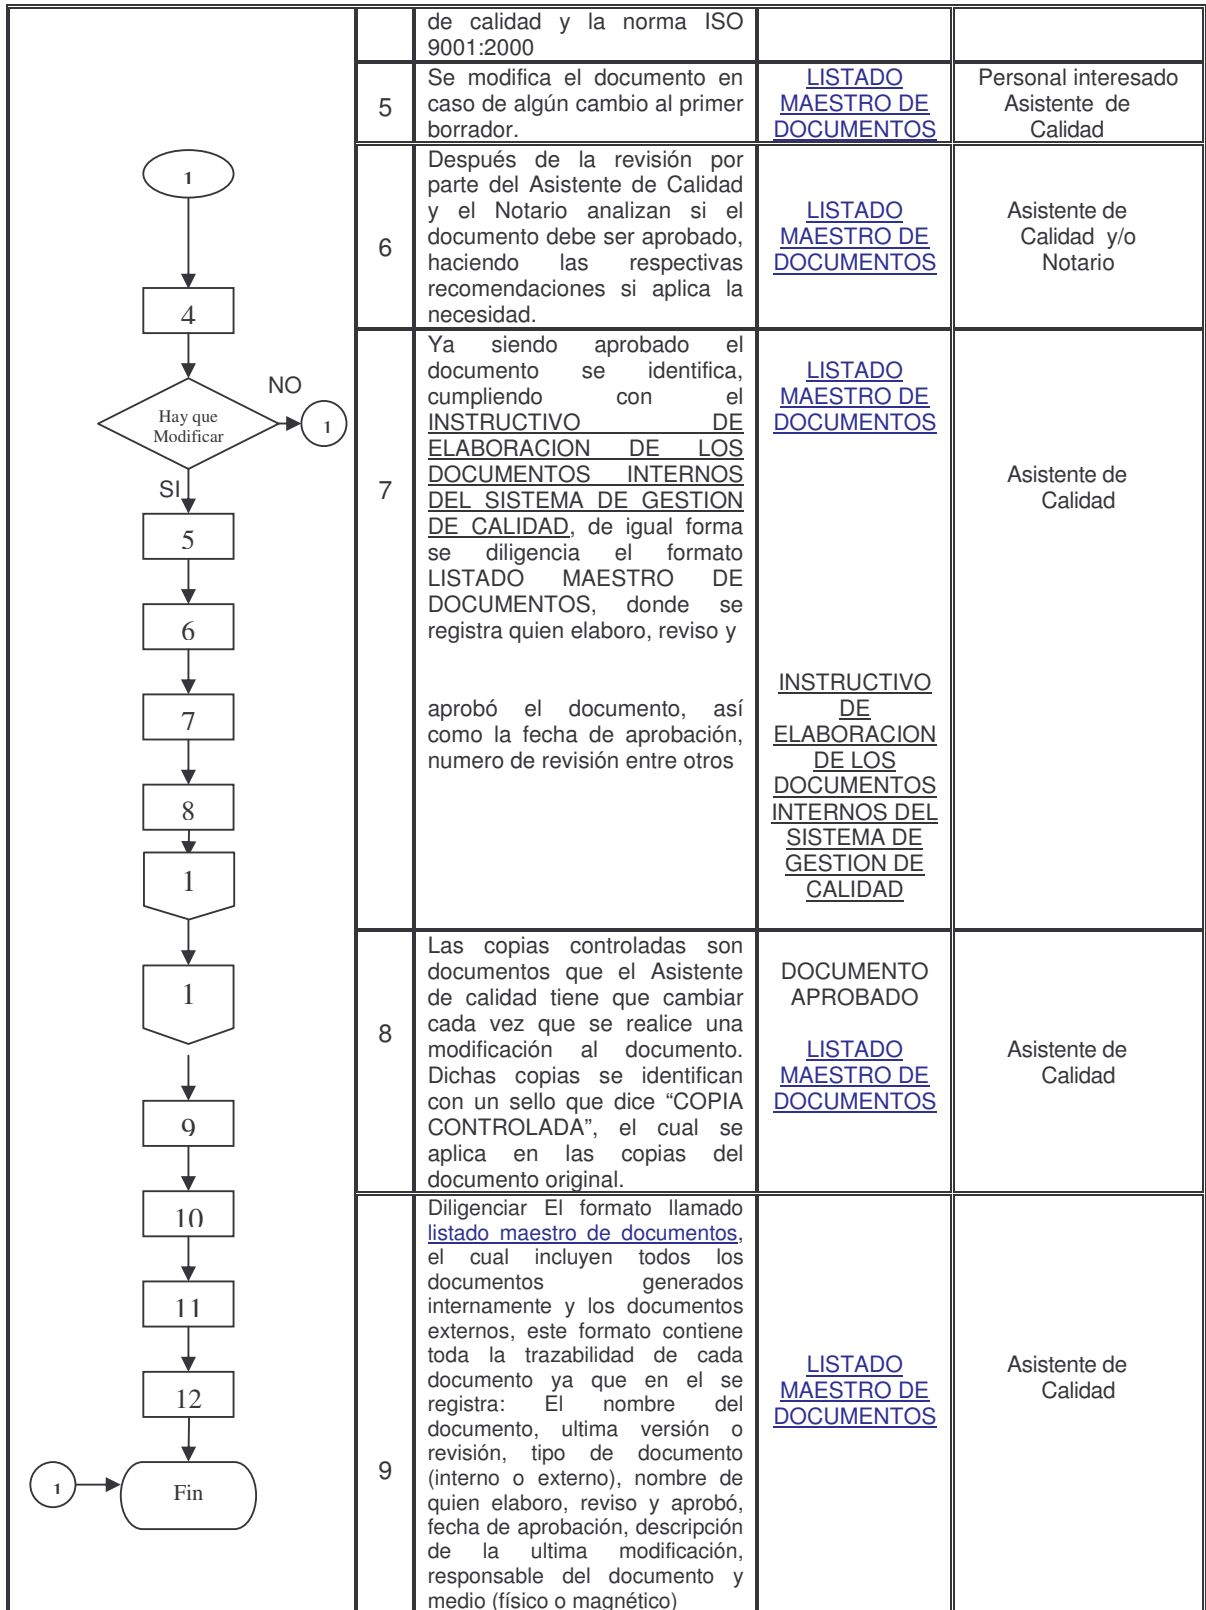 1
4
Hay que
Modificar
NO
1
SI
5
6
7
8
1
1
9
10
11
12
1
Fin
de calidad y la norma ISO
9001:2000
5
Se modifica el documento en
caso de algún cambio al primer
borrador.
LISTADO
MAESTRO DE
DOCUMENTOS
Personal interesado
Asistente de
Calidad
6
Después de la revisión por
parte del Asistente de Calidad
y el Notario analizan si el
documento debe ser aprobado,
haciendo las respectivas
recomendaciones si aplica la
necesidad.
LISTADO
MAESTRO DE
DOCUMENTOS
Asistente de
Calidad y/o
Notario
7
Ya siendo aprobado el
documento se identifica,
cumpliendo con el
INSTRUCTIVO DE
ELABORACION DE LOS
DOCUMENTOS INTERNOS
DEL SISTEMA DE GESTION
DE CALIDAD, de igual forma
se diligencia el formato
LISTADO MAESTRO DE
DOCUMENTOS, donde se
registra quien elaboro, reviso y
aprobó el documento, así
como la fecha de aprobación,
numero de revisión entre otros
LISTADO
MAESTRO DE
DOCUMENTOS
INSTRUCTIVO
DE
ELABORACION
DE LOS
DOCUMENTOS
INTERNOS DEL
SISTEMA DE
GESTION DE
CALIDAD
Asistente de
Calidad
8
Las copias controladas son
documentos que el Asistente
de calidad tiene que cambiar
cada vez que se realice una
modificación al documento.
Dichas copias se identifican
con un sello que dice “COPIA
CONTROLADA”, el cual se
aplica en las copias del
documento original.
DOCUMENTO
APROBADO
LISTADO
MAESTRO DE
DOCUMENTOS
Asistente de
Calidad
9
Diligenciar El formato llamado
listado maestro de documentos,
el cual incluyen todos los
documentos generados
internamente y los documentos
externos, este formato contiene
toda la trazabilidad de cada
documento ya que en el se
registra: El nombre del
documento, ultima versión o
revisión, tipo de documento
(interno o externo), nombre de
quien elaboro, reviso y aprobó,
fecha de aprobación, descripción
de la ultima modificación,
responsable del documento y
medio (físico o magnético)
LISTADO
MAESTRO DE
DOCUMENTOS
Asistente de
Calidad